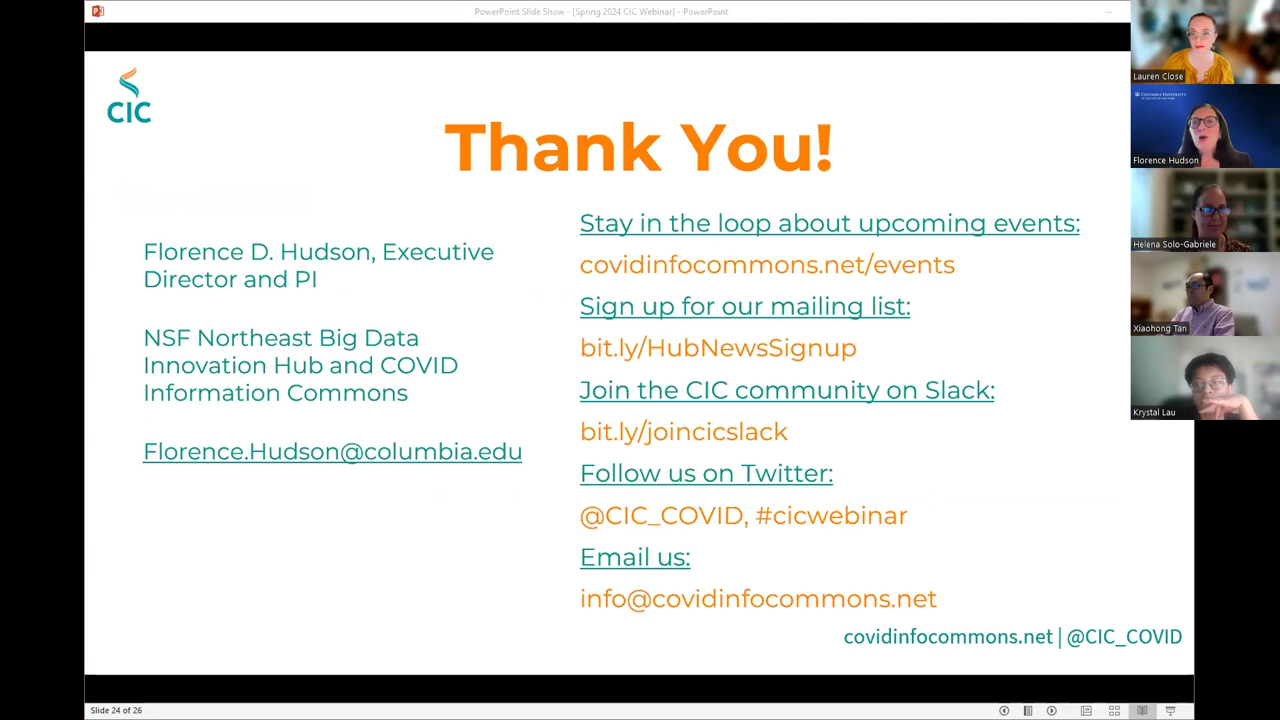 PowerPoint Slide Show - [Spring 2024 CIC Webinar] - PowerPoint
CIC
Thank You!
Florence D. Hudson, Executive
Director and PI
NSF Northeast Big Data
Innovation Hub and COVID
Information Commons
Florence.Hudson@columbia.edu
Stay in the loop about upcoming events:
covidinfocommons.net/events
Sign up for our mailing list:
bit.ly/HubNewsSignup
Join the CIC community on Slack:
bit.ly/joincicslack
Follow us on Twitter:
@CIC_COVID, #cicwebinar
Email us:
info@covidinfocommons.net
covidinfocommons.net | @CIC_COVID
Slide 24 of 26
Lauren Close
COLUMBIA UNIVERSITY
Florence Hudson
Helena Solo-Gabriele
Xiaohong Tan
Krystal Lau